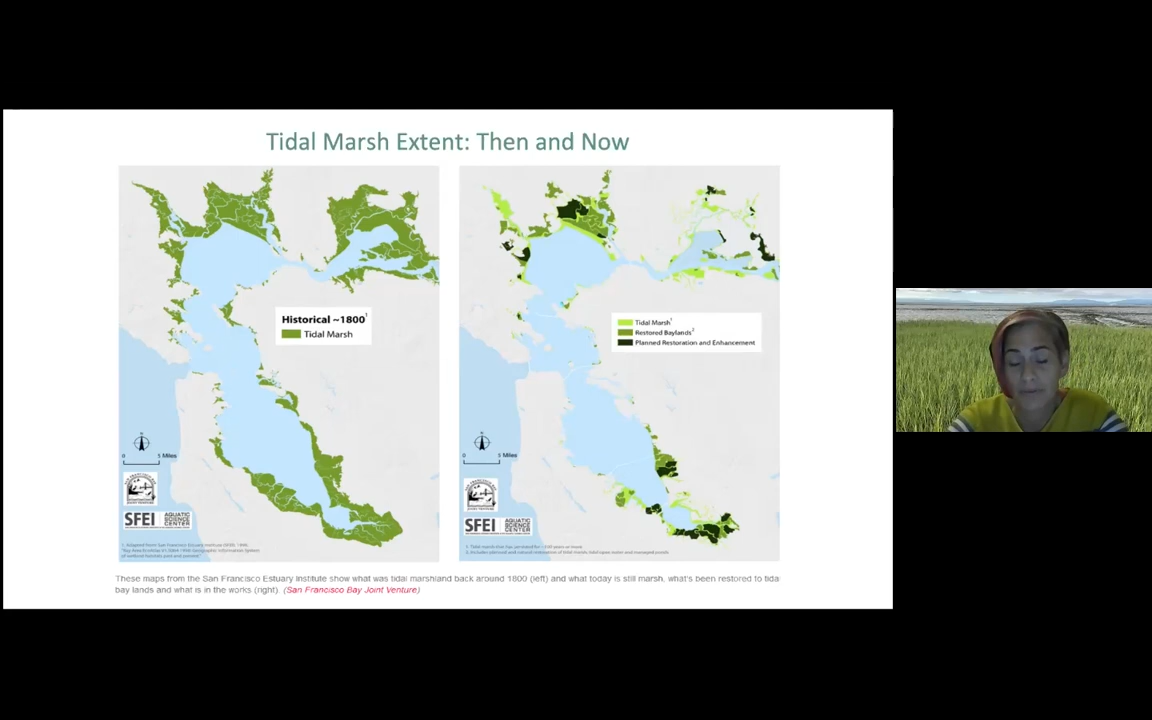 Tidal Marsh Extent: Then and Now
Historical ~1800¹
Tidal Marsh
N
0 5 Miles
SFEI AQUATIC SCIENCE CENTER
Tidal Marsh¹
Restored Baylands²
Planned Restoration and Enhancement
N
0 5 Miles
SFEI AQUATIC SCIENCE CENTER
These maps from the San Francisco Estuary Institute show what was tidal marshland back around 1800 (left) and what today is still marsh, what's been restored to tidal
bay lands and what is in the works (right). (San Francisco Bay Joint Venture)